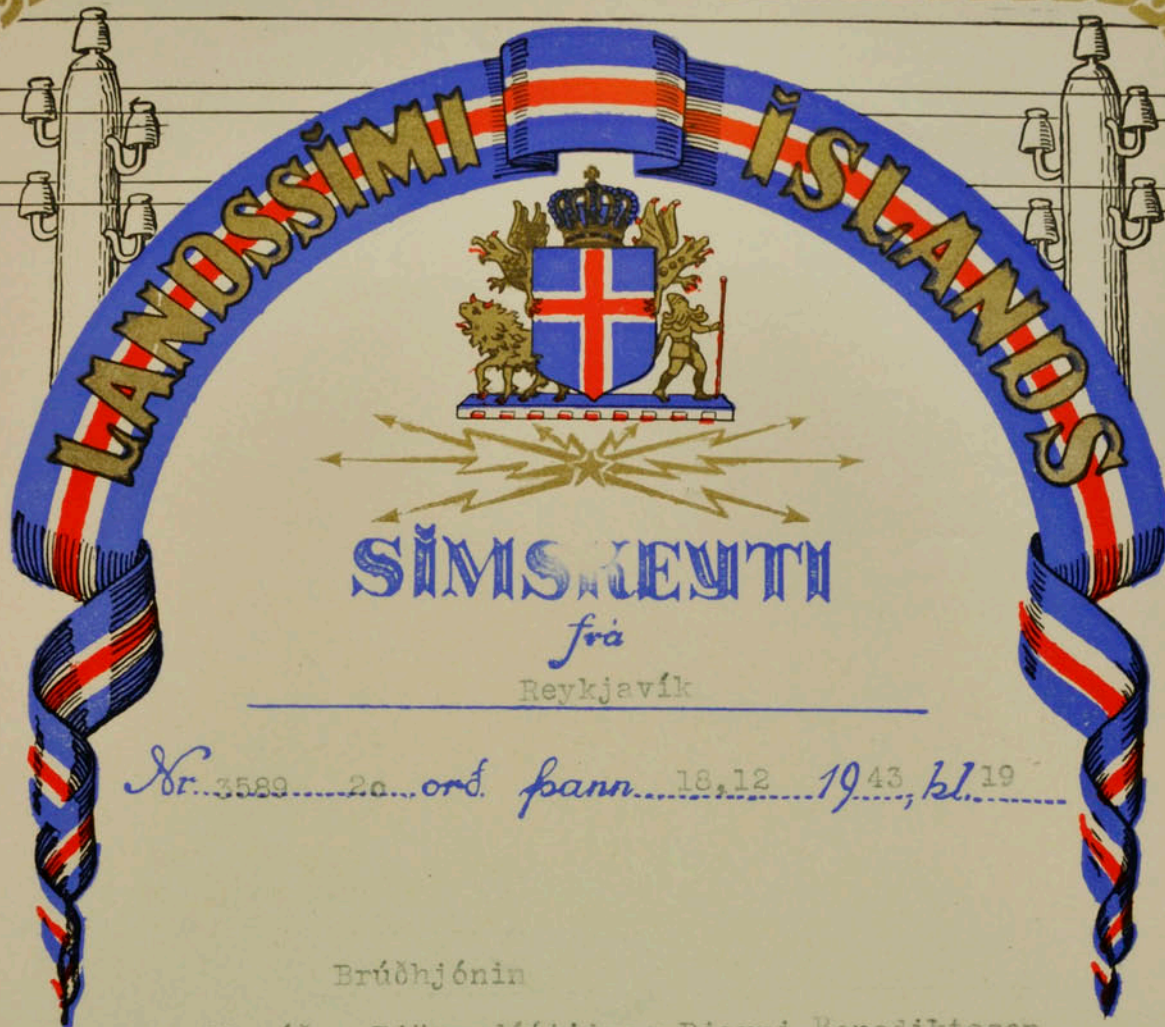 LANDSSÍMI ÍSLANDS
SÍMSKEYTI
frá
Reykjavík
Nr. 3589 20 orð. þann 18,12 1943, kl. 19
Brúðhjónin